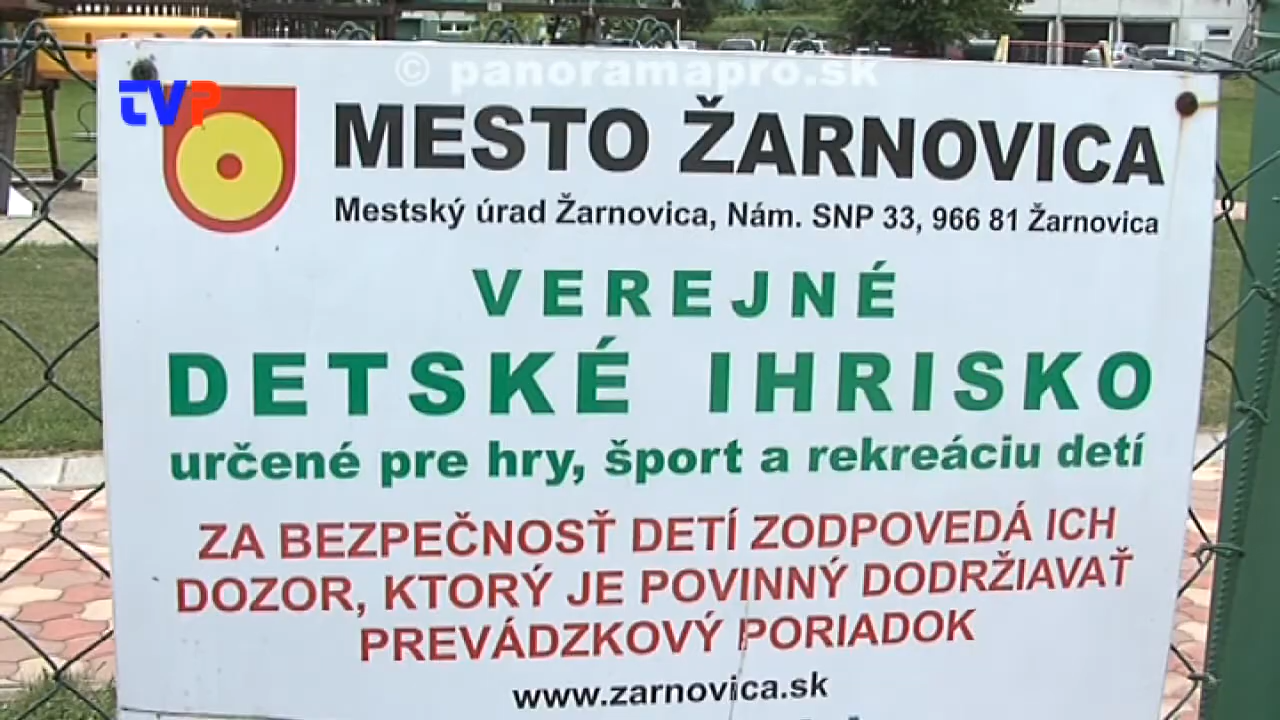 © panoramapro.sk
TVP
MESTO ŽARNOVICA
Mestský úrad Žarnovica, Nám. SNP 33, 966 81 Žarnovica
VEREJNÉ
DETSKÉ IHRISKO
určené pre hry, šport a rekreáciu detí
ZA BEZPEČNOSŤ DETÍ ZODPOVEDÁ ICH
DOZOR, KTORÝ JE POVINNÝ DODRŽIAVAŤ
PREVÁDZKOVÝ PORIADOK
www.zarnovica.sk